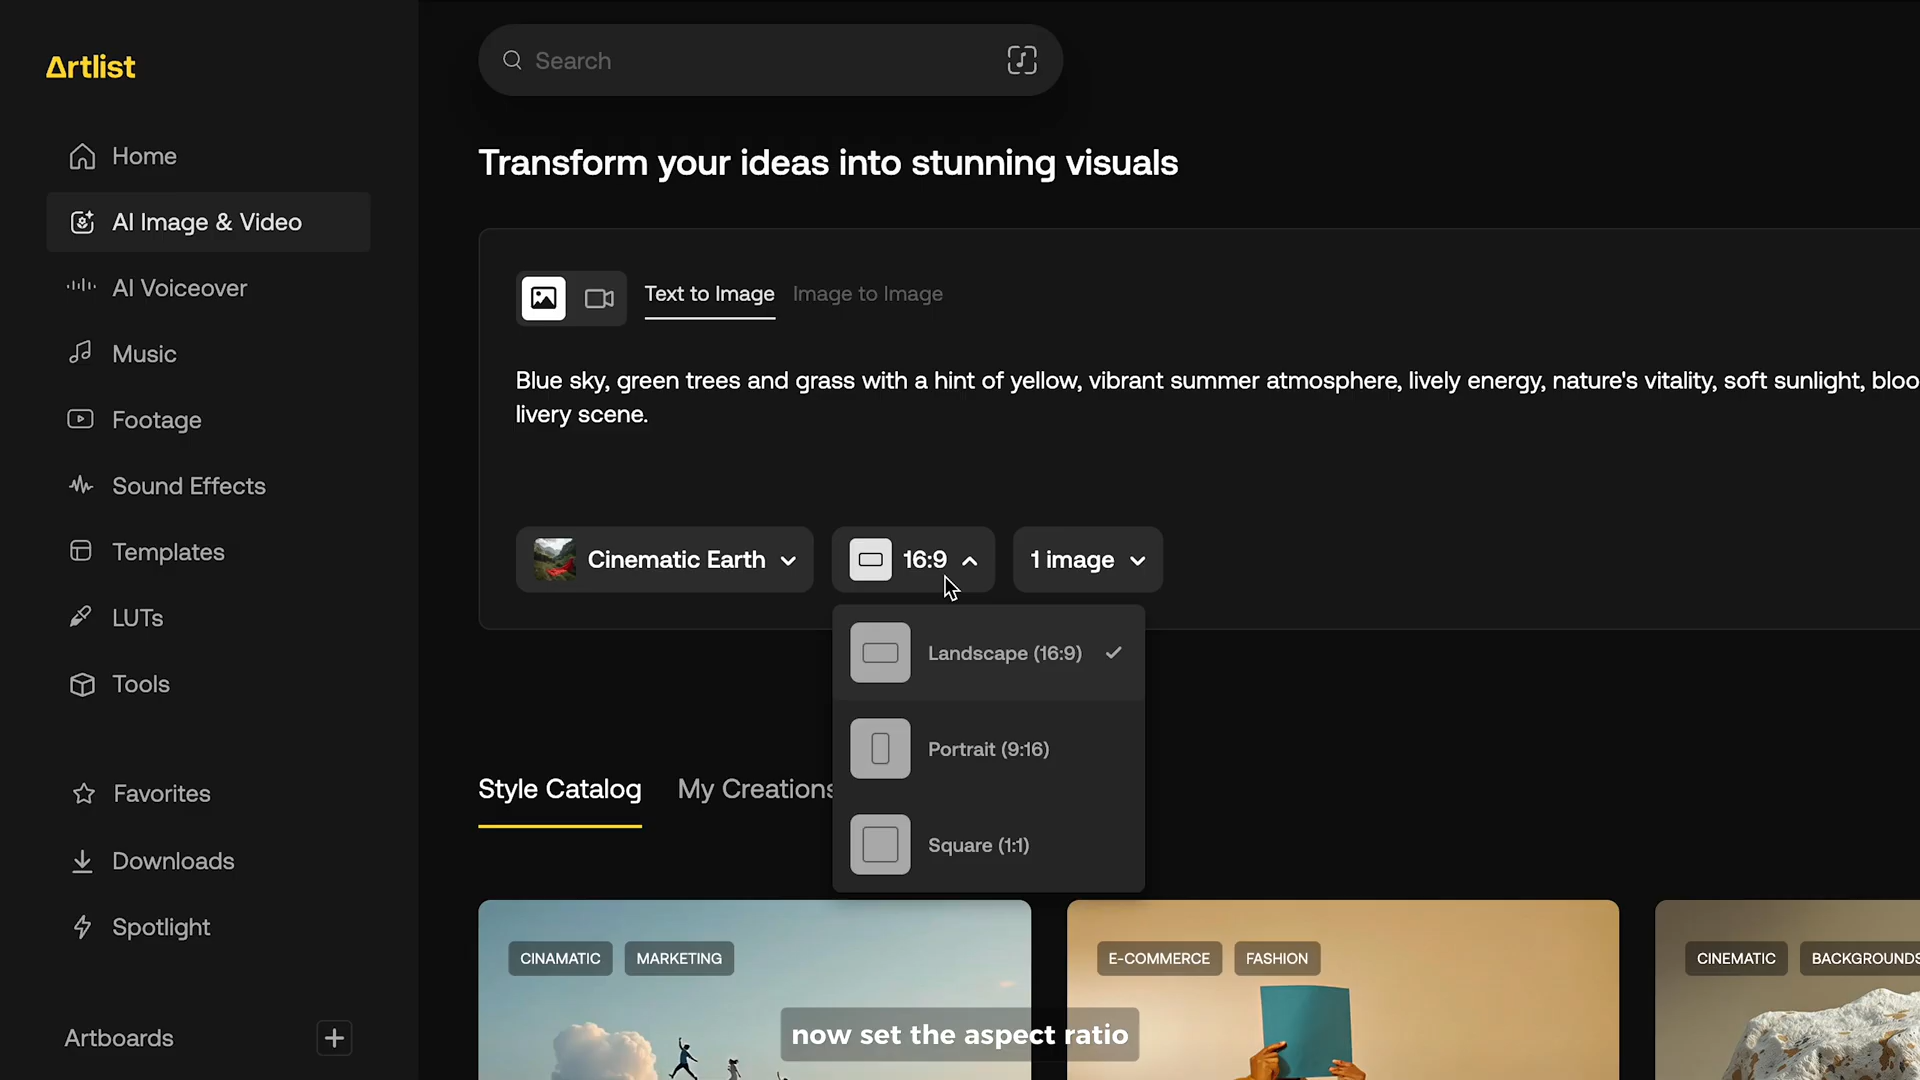 Artlist
Search
Home
AI Image & Video
AI Voiceover
Music
Footage
Sound Effects
Templates
LUTs
Tools
Favorites
Downloads
Spotlight
Artboards
Transform your ideas into stunning visuals
Text to Image Image to Image
Blue sky, green trees and grass with a hint of yellow, vibrant summer atmosphere, lively energy, nature's vitality, soft sunlight, bloo
livery scene.
Cinematic Earth 16:9 1 image
Landscape (16:9)
Portrait (9:16)
Square (1:1)
Style Catalog My Creations
CINAMATIC MARKETING E-COMMERCE FASHION CINEMATIC BACKGROUNDS
now set the aspect ratio